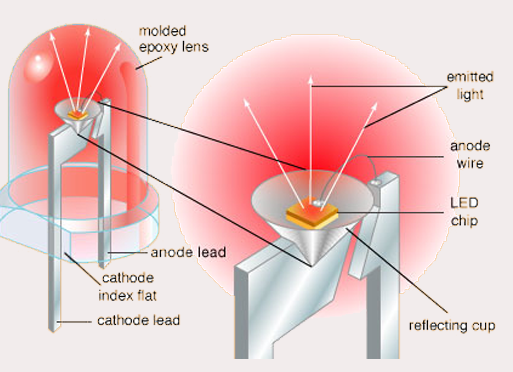 molded
epoxy lens
emitted
light
anode
wire
LED
chip
anode lead
cathode
index flat
cathode lead
reflecting cup